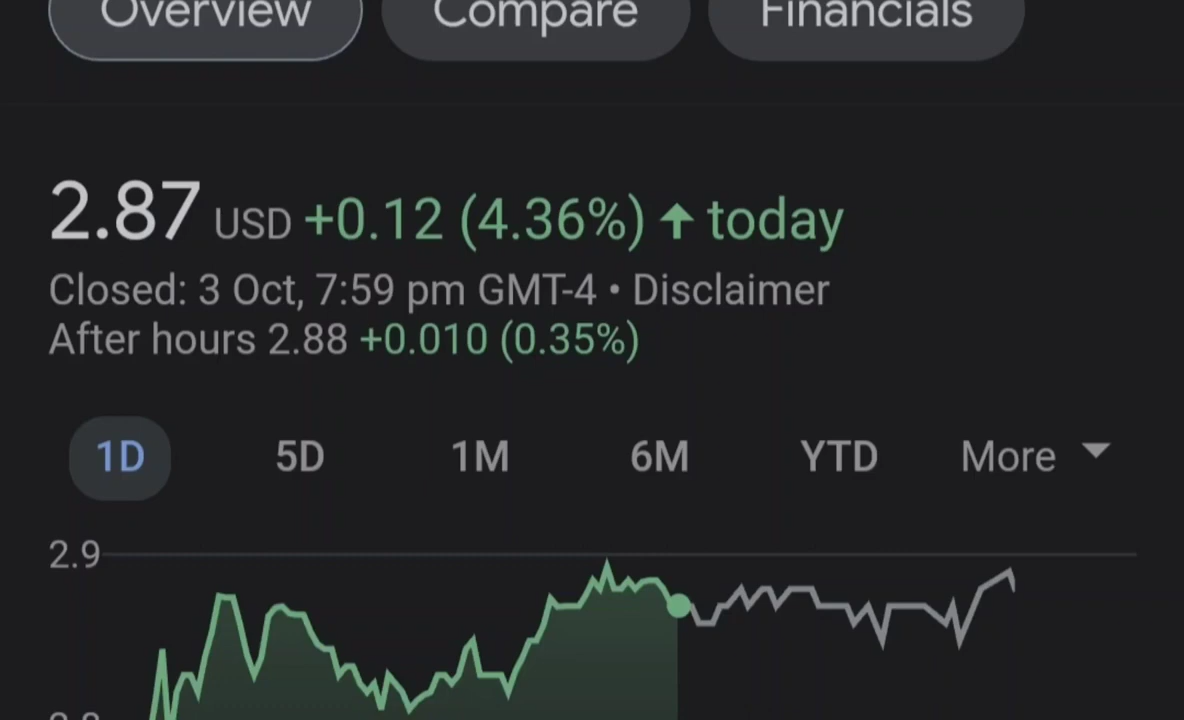 Overview Compare Financials
2.87 USD +0.12 (4.36%) ↑ today
Closed: 3 Oct, 7:59 pm GMT-4 • Disclaimer
After hours 2.88 +0.010 (0.35%)
1D 5D 1M 6M YTD More
2.9